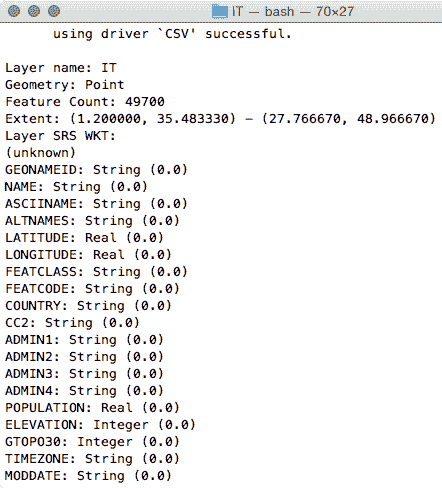 IT — bash — 70×27
using driver `CSV' successful.
Layer name: IT
Geometry: Point
Feature Count: 49700
Extent: (1.200000, 35.483330) - (27.766670, 48.966670)
Layer SRS WKT:
(unknown)
GEONAMEID: String (0.0)
NAME: String (0.0)
ASCIINAME: String (0.0)
ALTNAMES: String (0.0)
LATITUDE: Real (0.0)
LONGITUDE: Real (0.0)
FEATCLASS: String (0.0)
FEATCODE: String (0.0)
COUNTRY: String (0.0)
CC2: String (0.0)
ADMIN1: String (0.0)
ADMIN2: String (0.0)
ADMIN3: String (0.0)
ADMIN4: String (0.0)
POPULATION: Real (0.0)
ELEVATION: Integer (0.0)
GTOPO30: Integer (0.0)
TIMEZONE: String (0.0)
MODDATE: String (0.0)